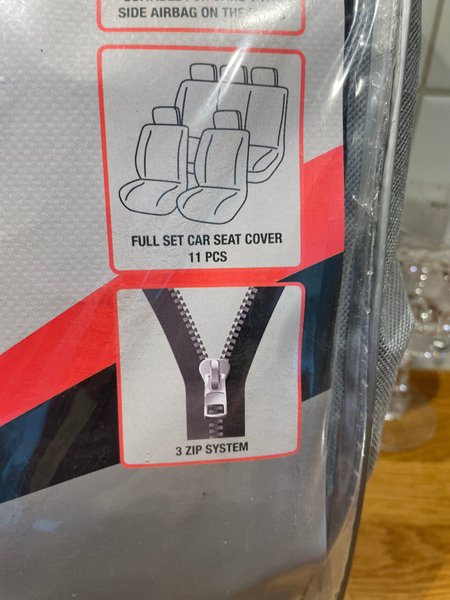 SIDE AIRBAG ON THE
FULL SET CAR SEAT COVER
11 PCS
3 ZIP SYSTEM